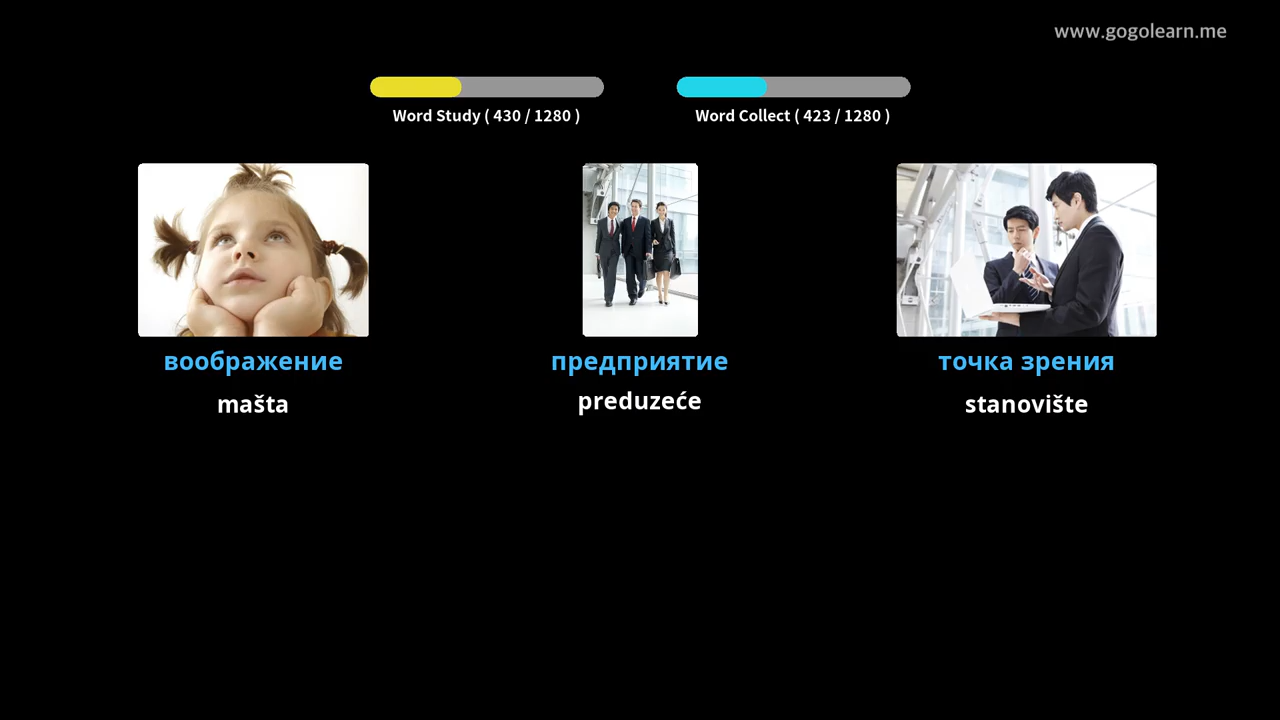 www.gogolearn.me
Word Study ( 430 / 1280 )
Word Collect ( 423 / 1280 )
воображение
предприятие
точка зрения
mašta
preduzeće
stanovište